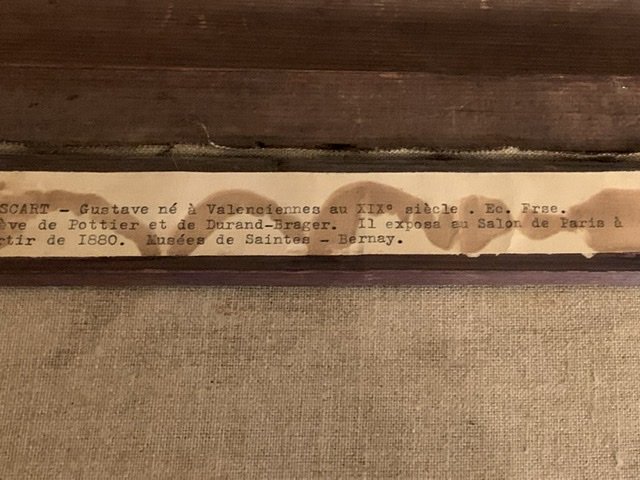 SCART - Gustave né à Valenciennes au XIX° siècle . Ec. Frse.
ève de Pottier et de Durand-Brager. Il exposa au Salon de Paris à
rtir de 1880. Musées de Saintes - Bernay.